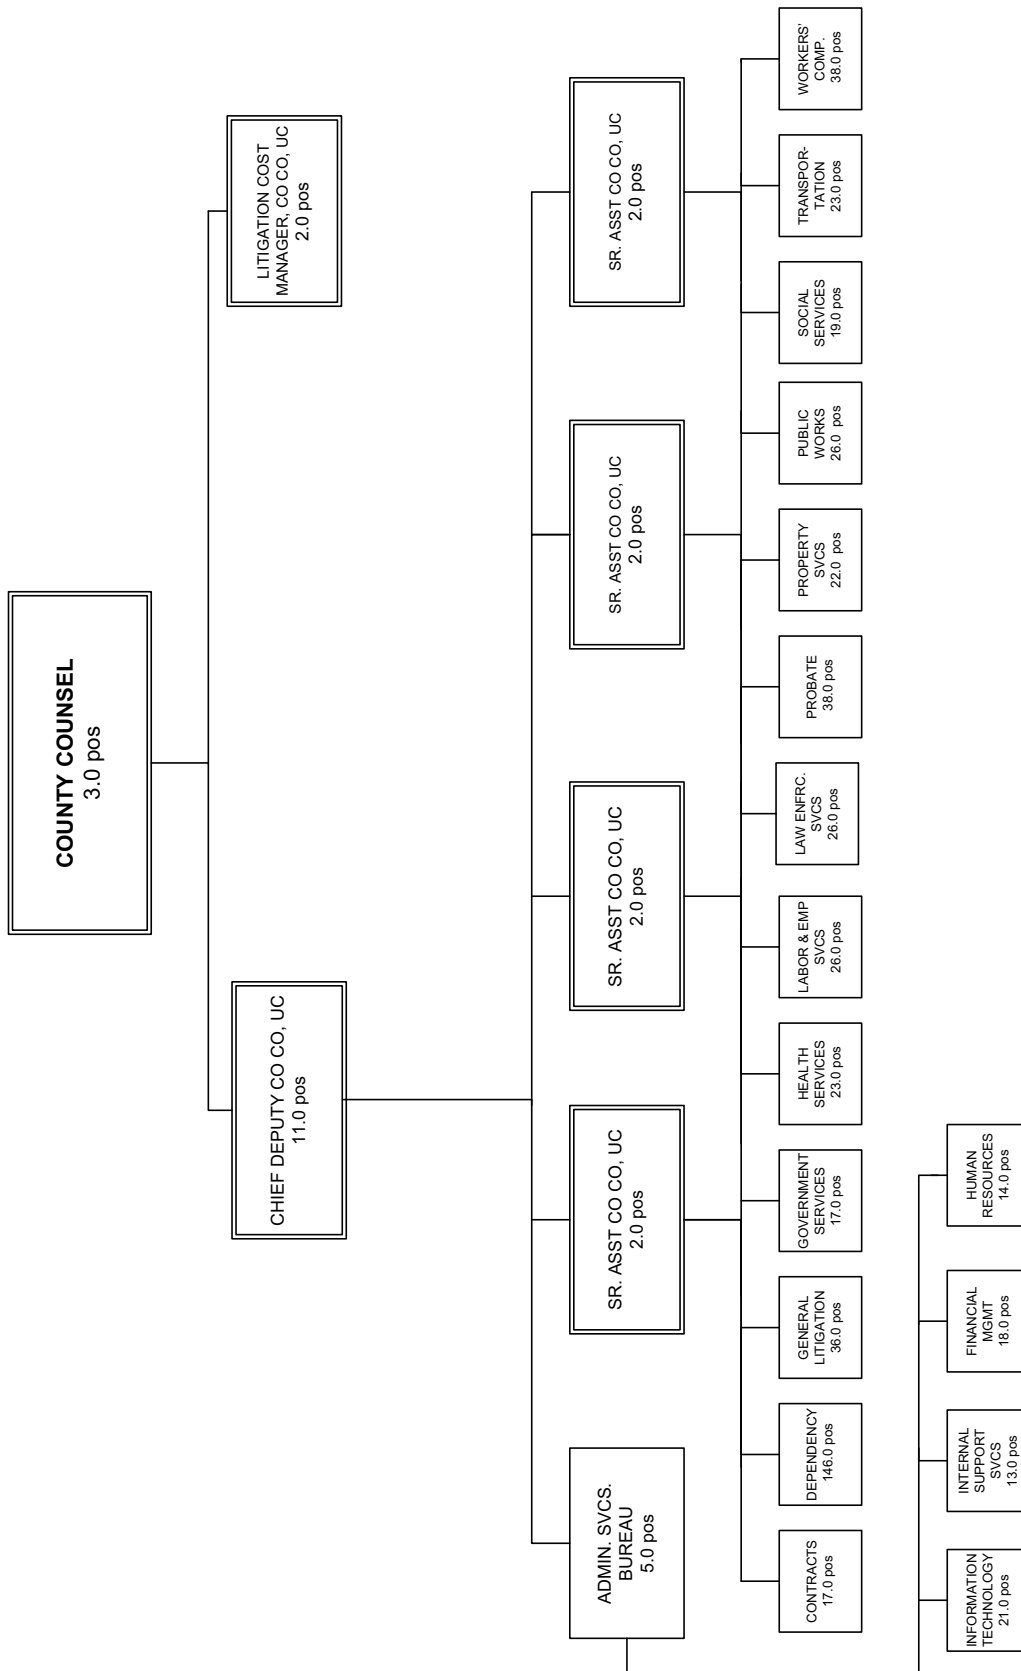 COUNTY COUNSEL
3.0 pos
CHIEF DEPUTY CO CO, UC
11.0 pos
LITIGATION COST
MANAGER, CO CO, UC
2.0 pos
ADMIN. SVCS.
BUREAU
5.0 pos
SR. ASST CO CO, UC
2.0 pos
SR. ASST CO CO, UC
2.0 pos
SR. ASST CO CO, UC
2.0 pos
SR. ASST CO CO, UC
2.0 pos
CONTRACTS
17.0 pos
DEPENDENCY
146.0 pos
GENERAL
LITIGATION
36.0 pos
GOVERNMENT
SERVICES
17.0 pos
HEALTH
SERVICES
23.0 pos
LABOR & EMP
SVCS
26.0 pos
LAW ENFRC.
SVCS
26.0 pos
PROBATE
38.0 pos
PROPERTY
SVCS
22.0 pos
PUBLIC
WORKS
26.0 pos
SOCIAL
SERVICES
19.0 pos
TRANSPOR-
TATION
23.0 pos
WORKERS'
COMP.
38.0 pos
INFORMATION
TECHNOLOGY
21.0 pos
INTERNAL
SUPPORT
SVCS
13.0 pos
FINANCIAL
MGMT
18.0 pos
HUMAN
RESOURCES
14.0 pos